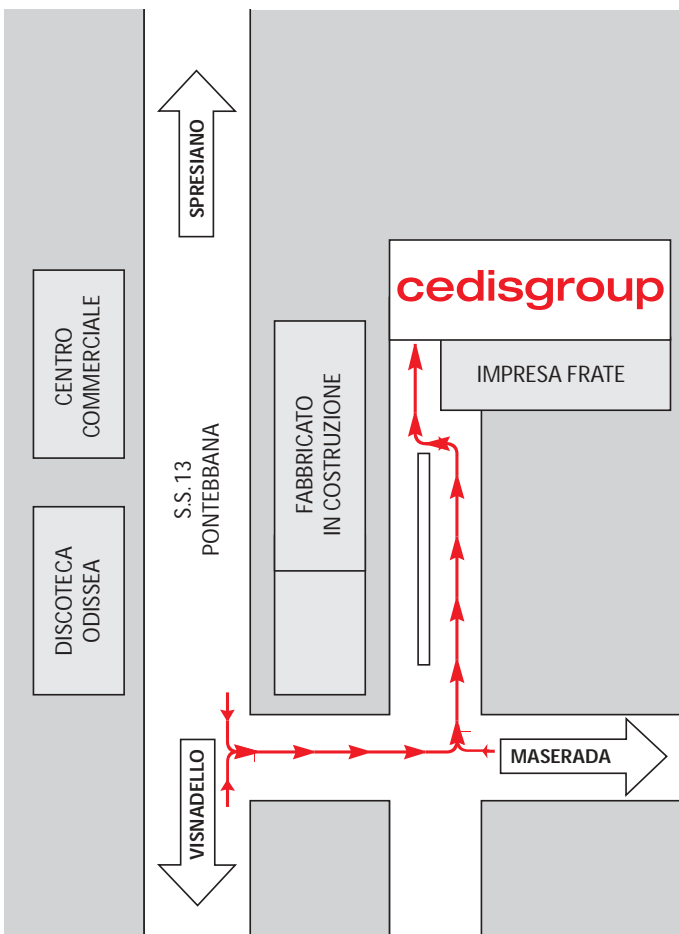 SPRESIANO
cedisgroup
CENTRO
COMMERCIALE
IMPRESA FRATE
FABBRICATO
IN COSTRUZIONE
S.S. 13
PONTEBBANA
DISCOTECA
ODISSEA
MASERADA
VISNADELLO